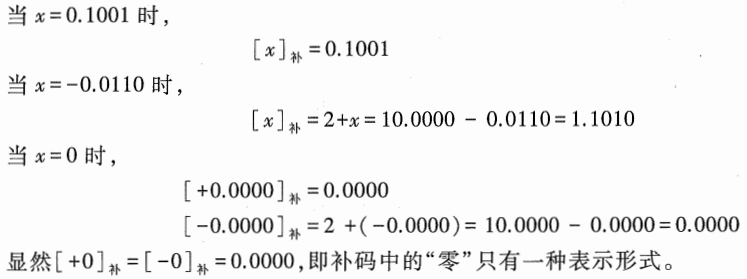 当 x=0.1001 时,
[x]补=0.1001
当 x=-0.0110 时,
[x]补=2+x=10.0000 - 0.0110=1.1010
当 x=0 时,
[+0.0000]补=0.0000
[-0.0000]补=2 +(-0.0000)= 10.0000 - 0.0000=0.0000
显然[+0]补=[-0]补=0.0000,即补码中的“零”只有一种表示形式。